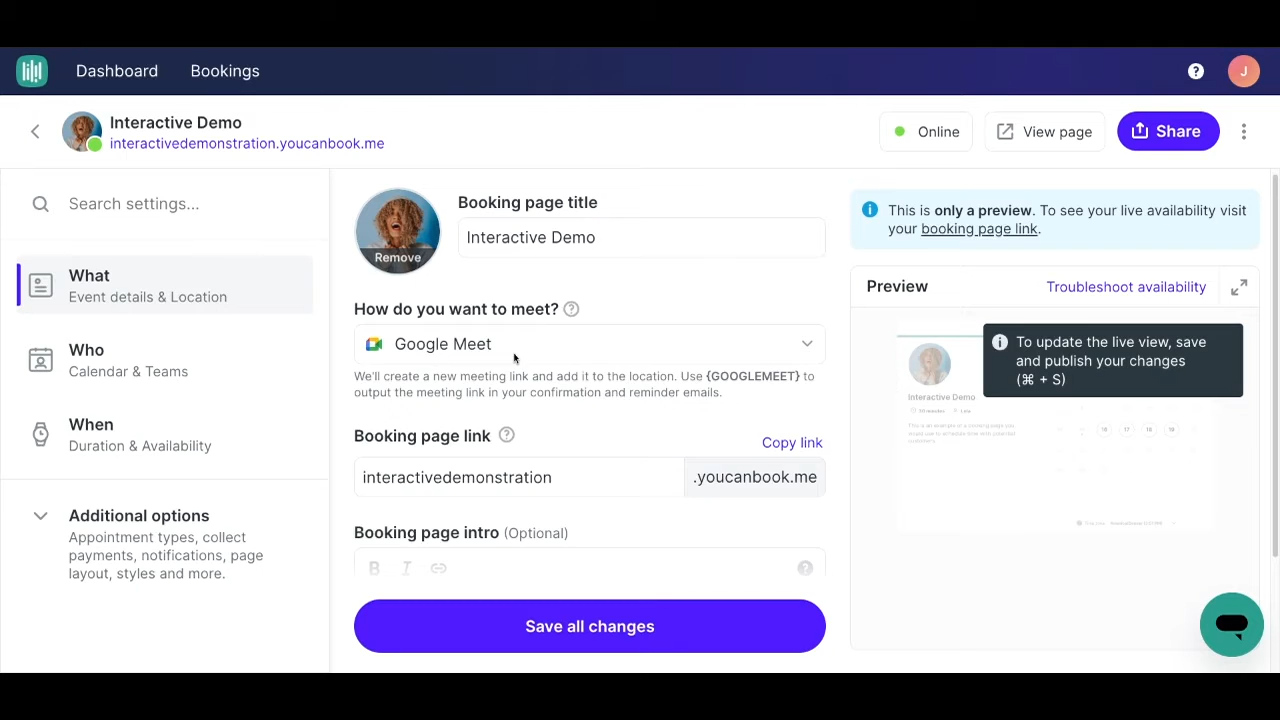 Dashboard
Bookings
?
J
Interactive Demo
interactivedemonstration.youcanbook.me
Online
View page
Share
Search settings...
What
Event details & Location
Who
Calendar & Teams
When
Duration & Availability
Additional options
Appointment types, collect
payments, notifications, page
layout, styles and more.
Remove
Booking page title
Interactive Demo
How do you want to meet? ?
Google Meet
We'll create a new meeting link and add it to the location. Use {GOOGLEMEET} to
output the meeting link in your confirmation and reminder emails.
Booking page link ?
Copy link
interactivedemonstration
.youcanbook.me
Booking page intro (Optional)
B I ?
Save all changes
This is only a preview. To see your live availability visit
your booking page link.
Preview
Troubleshoot availability
To update the live view, save
and publish your changes
(⌘ + S)
Interactive Demo
16 17 18 19